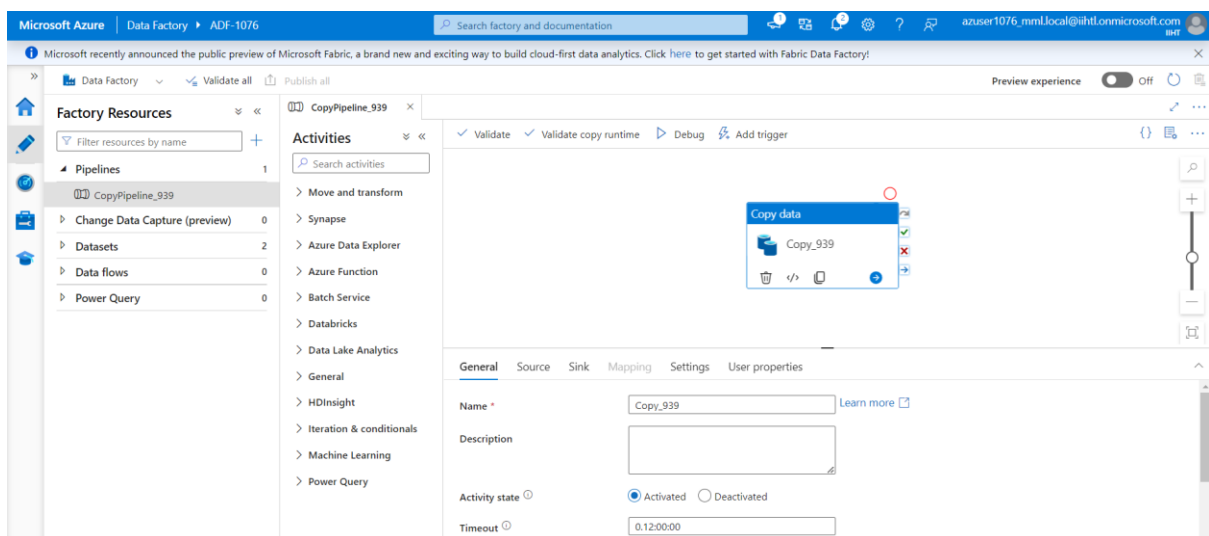 Microsoft Azure Data Factory ADF-1076 Search factory and documentation 1 2 azuser1076_mml.local@iihtl.onmicrosoft.com
IIHT
Microsoft recently announced the public preview of Microsoft Fabric, a brand new and exciting way to build cloud-first data analytics. Click here to get started with Fabric Data Factory!
Data Factory Validate all Publish all Preview experience Off
Factory Resources
Filter resources by name
Pipelines 1
CopyPipeline_939
Change Data Capture (preview) 0
Datasets 2
Data flows 0
Power Query 0
CopyPipeline_939
Activities
Search activities
Move and transform
Synapse
Azure Data Explorer
Azure Function
Batch Service
Databricks
Data Lake Analytics
General
HDInsight
Iteration & conditionals
Machine Learning
Power Query
Validate Validate copy runtime Debug Add trigger
Copy data
Copy_939
General Source Sink Mapping Settings User properties
Name * Copy_939 Learn more
Description
Activity state Activated Deactivated
Timeout 0.12:00:00